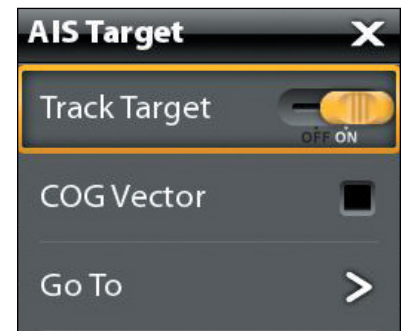 AIS Target X
Track Target
OFF ON
COG Vector
Go To >